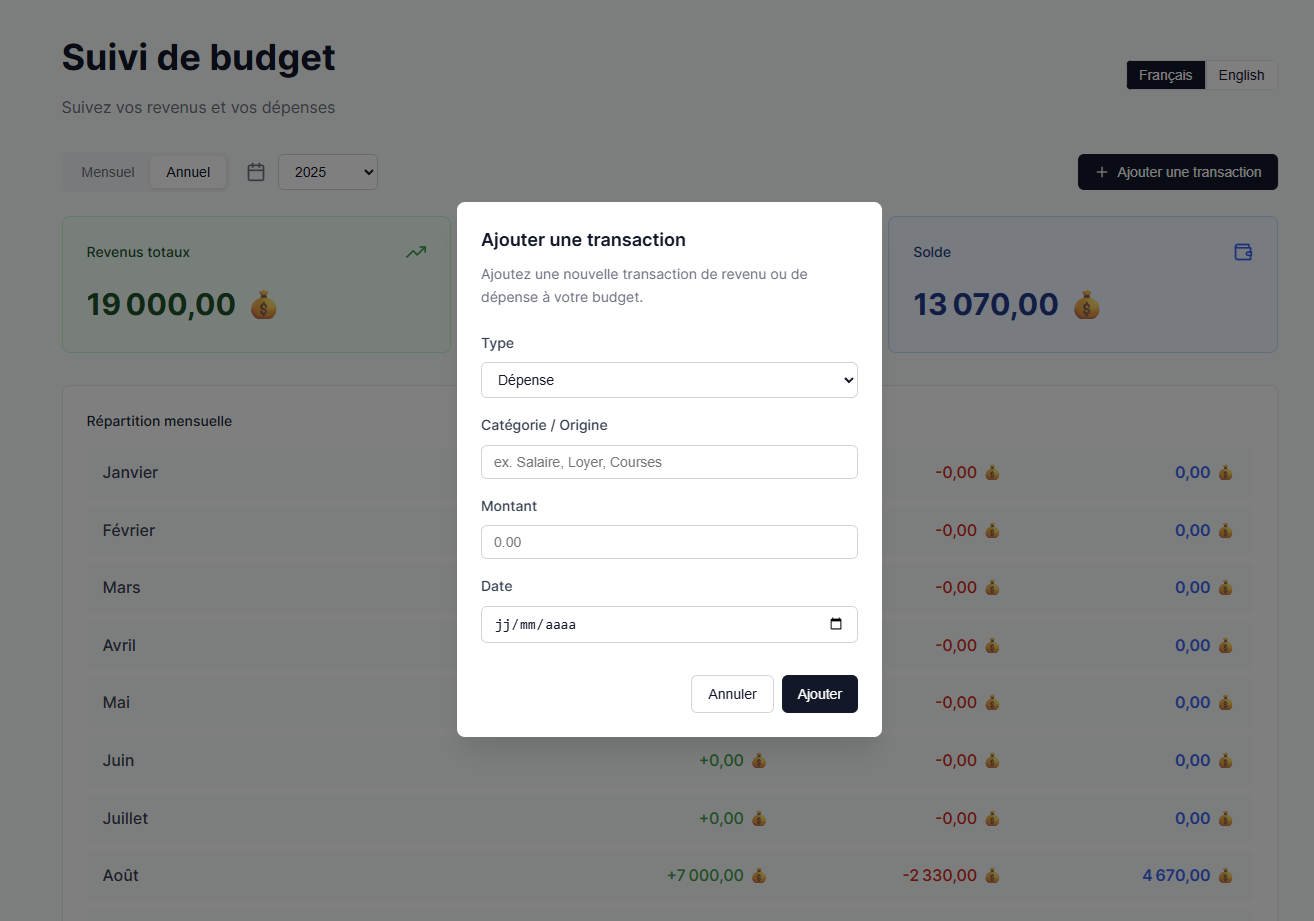 Suivi de budget
Suivez vos revenus et vos dépenses
Français English
Mensuel Annuel 2025
+ Ajouter une transaction
Revenus totaux
19 000,00 💰
Solde
13 070,00 💰
Ajouter une transaction
Ajoutez une nouvelle transaction de revenu ou de
dépense à votre budget.
Type
Dépense
Catégorie / Origine
ex. Salaire, Loyer, Courses
Montant
0.00
Date
jj/mm/aaaa
Annuler Ajouter
Répartition mensuelle
Janvier -0,00 💰 0,00 💰
Février -0,00 💰 0,00 💰
Mars -0,00 💰 0,00 💰
Avril -0,00 💰 0,00 💰
Mai -0,00 💰 0,00 💰
Juin +0,00 💰 -0,00 💰 0,00 💰
Juillet +0,00 💰 -0,00 💰 0,00 💰
Août +7 000,00 💰 -2 330,00 💰 4 670,00 💰